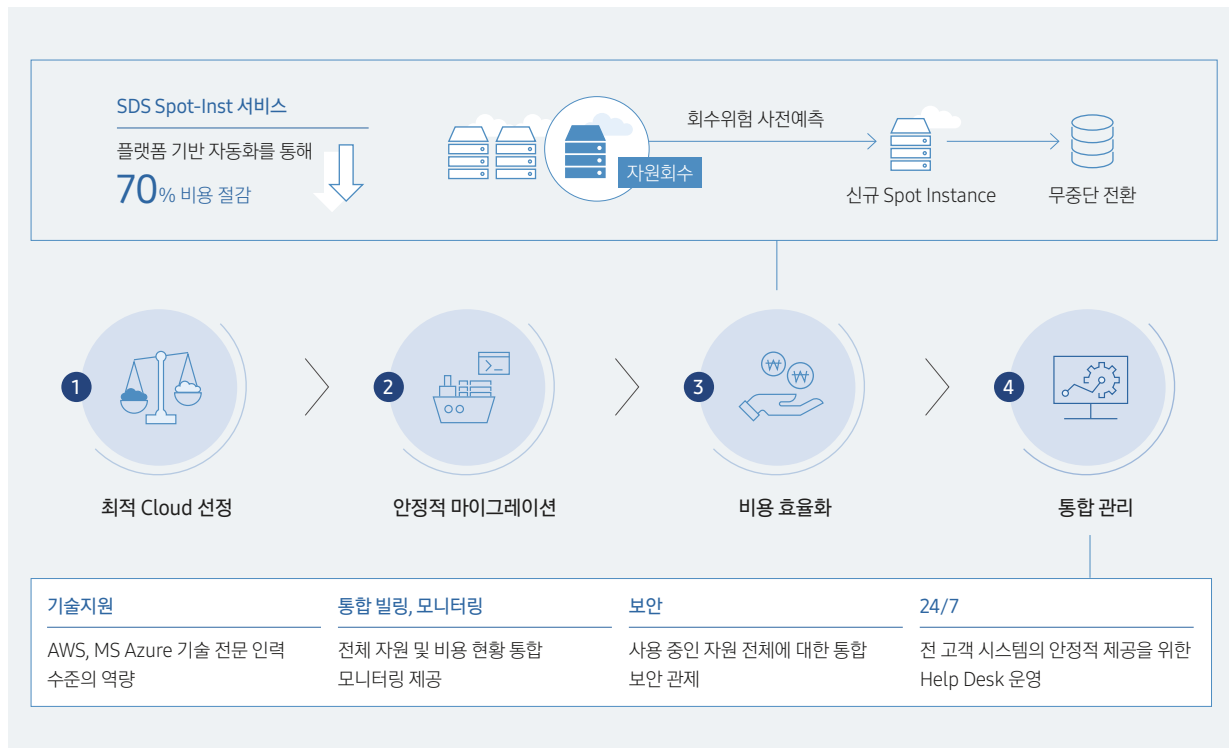 SDS Spot-Inst 서비스
플랫폼 기반 자동화를 통해
70% 비용 절감
자원회수
회수위험 사전예측
신규 Spot Instance
무중단 전환
1
최적 Cloud 선정
2
안정적 마이그레이션
3
비용 효율화
4
통합 관리
기술지원
AWS, MS Azure 기술 전문 인력
수준의 역량
통합 빌링, 모니터링
전체 자원 및 비용 현황 통합
모니터링 제공
보안
사용 중인 자원 전체에 대한 통합
보안 관제
24/7
전 고객 시스템의 안정적 제공을 위한
Help Desk 운영